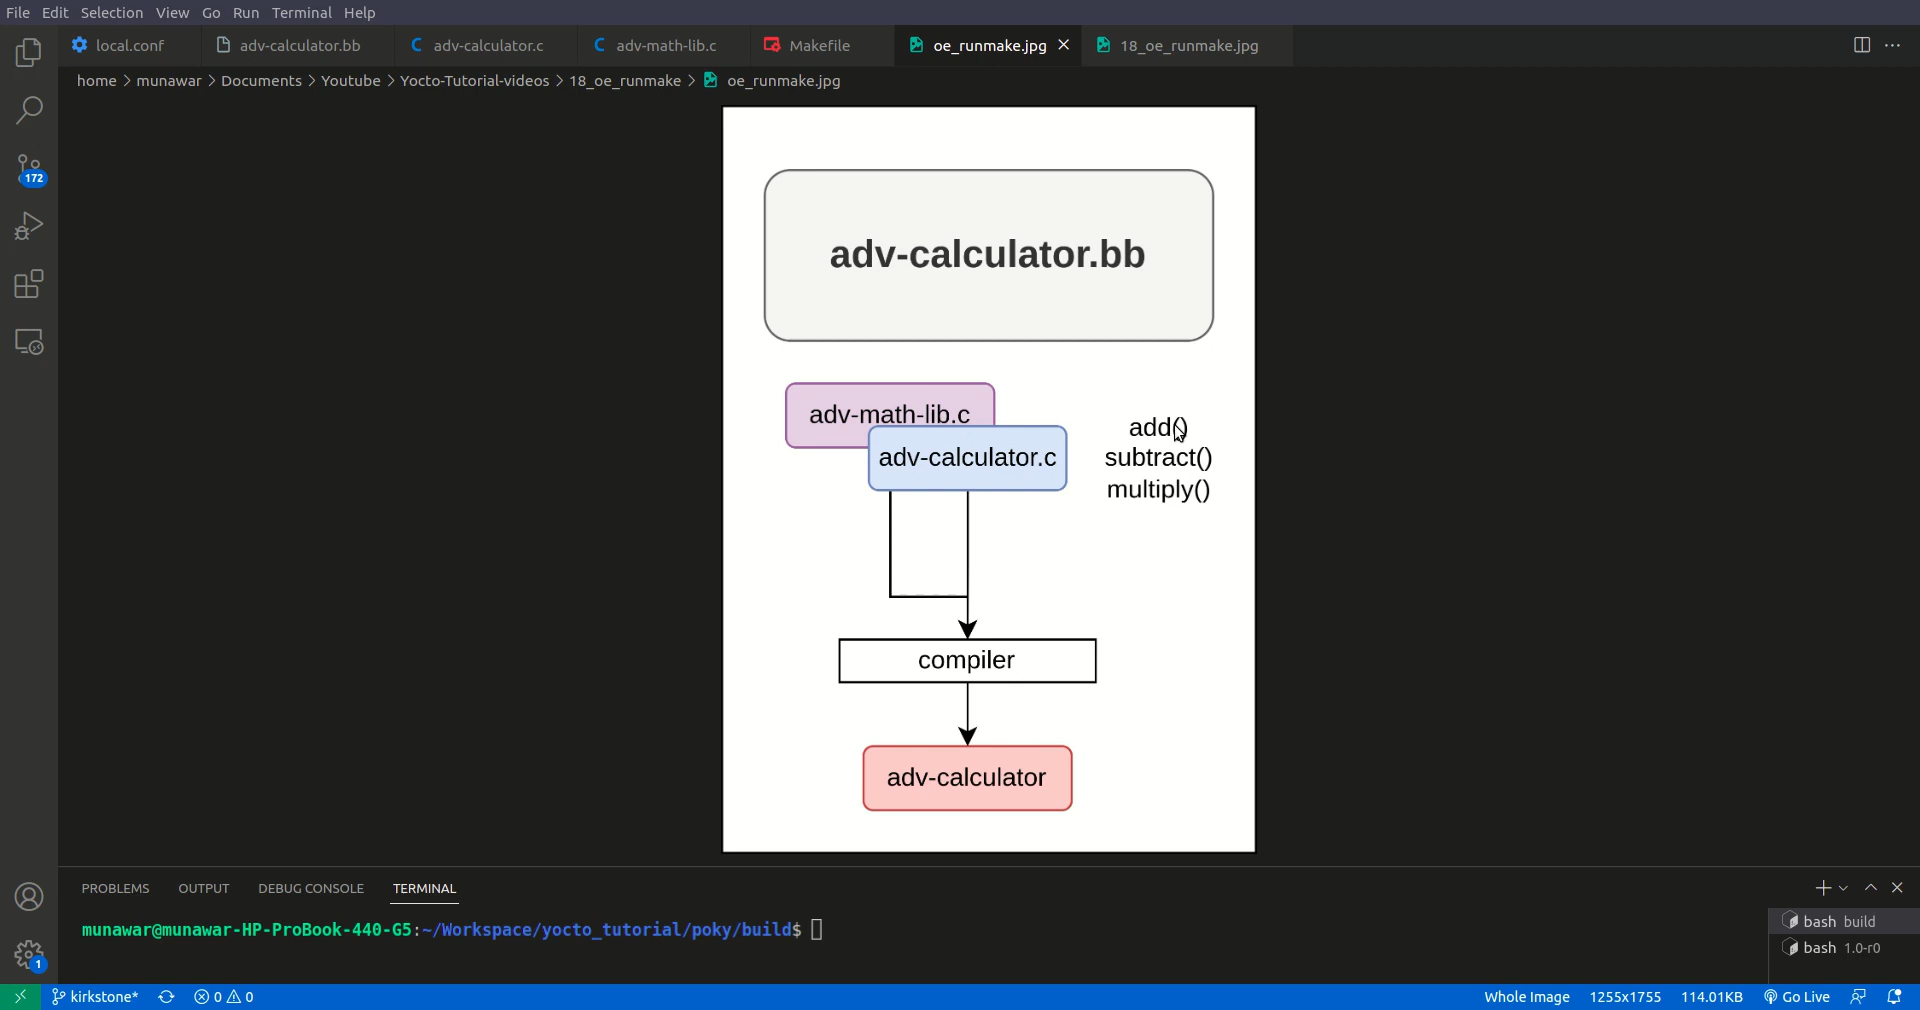 File Edit Selection View Go Run Terminal Help
local.conf adv-calculator.bb adv-calculator.c adv-math-lib.c Makefile oe_runmake.jpg 18_oe_runmake.jpg
home > munawar > Documents > Youtube > Yocto-Tutorial-videos > 18_oe_runmake > oe_runmake.jpg
172
adv-calculator.bb
adv-math-lib.c
adv-calculator.c
add()
subtract()
multiply()
compiler
adv-calculator
PROBLEMS OUTPUT DEBUG CONSOLE TERMINAL
munawar@munawar-HP-ProBook-440-G5:~/Workspace/yocto_tutorial/poky/build$
bash build
bash 1.0-r0
1
kirkstone* 0 0 Whole Image 1255x1755 114.01KB Go Live